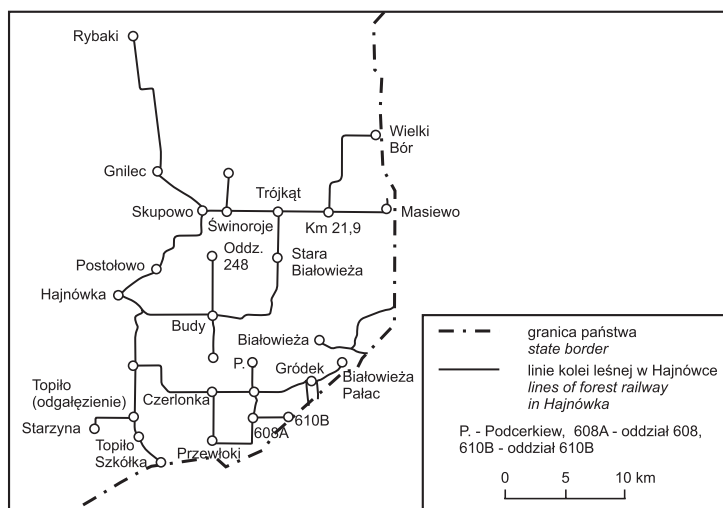 Rybaki
Wielki
Bór
Gnilec
Trójkąt
Skupowo
Świnoroje
Km 21,9
Masiewo
Oddz.
248
Stara
Białowieża
Postołowo
Hajnówka
Budy
Białowieża
P.
Gródek
Białowieża
Pałac
Topiło
(odgałęzienie)
Czerlonka
Starzyna
608A
610B
Topiło
Szkółka
Przewłoki
granica państwa
state border
linie kolei leśnej w Hajnówce
lines of forest railway
in Hajnówka
P. - Podcerkiew, 608A - oddział 608,
610B - oddział 610B
0 5 10 km